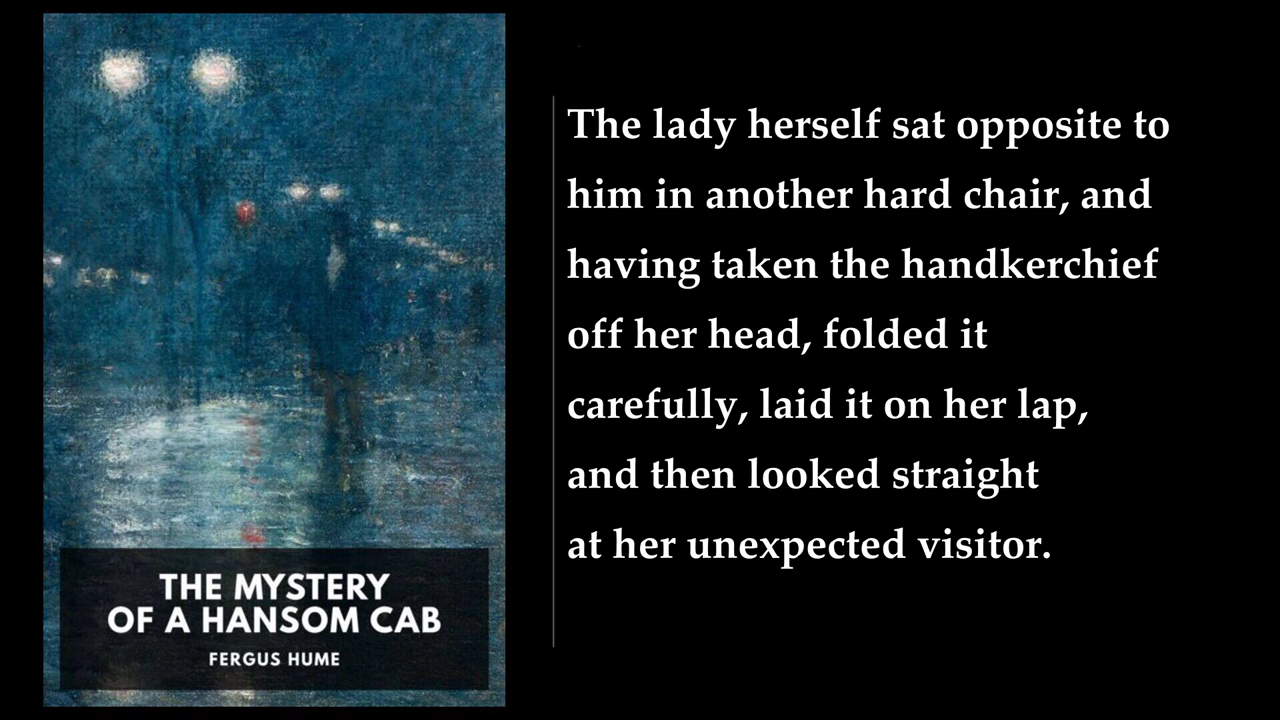 THE MYSTERY
OF A HANSOM CAB
FERGUS HUME
The lady herself sat opposite to
him in another hard chair, and
having taken the handkerchief
off her head, folded it
carefully, laid it on her lap,
and then looked straight
at her unexpected visitor.